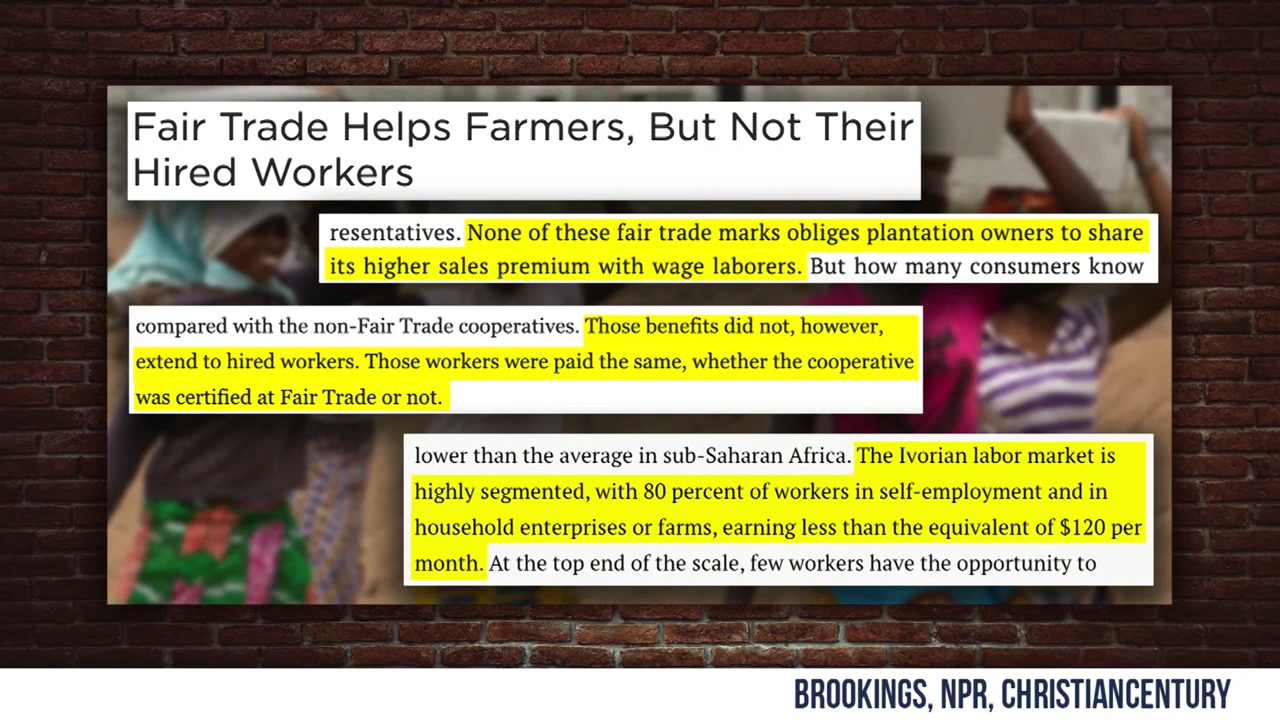 Fair Trade Helps Farmers, But Not Their
Hired Workers
resentatives. None of these fair trade marks obliges plantation owners to share
its higher sales premium with wage laborers. But how many consumers know
compared with the non-Fair Trade cooperatives. Those benefits did not, however,
extend to hired workers. Those workers were paid the same, whether the cooperative
was certified at Fair Trade or not.
lower than the average in sub-Saharan Africa. The Ivorian labor market is
highly segmented, with 80 percent of workers in self-employment and in
household enterprises or farms, earning less than the equivalent of $120 per
month. At the top end of the scale, few workers have the opportunity to
BROOKINGS, NPR, CHRISTIANCENTURY